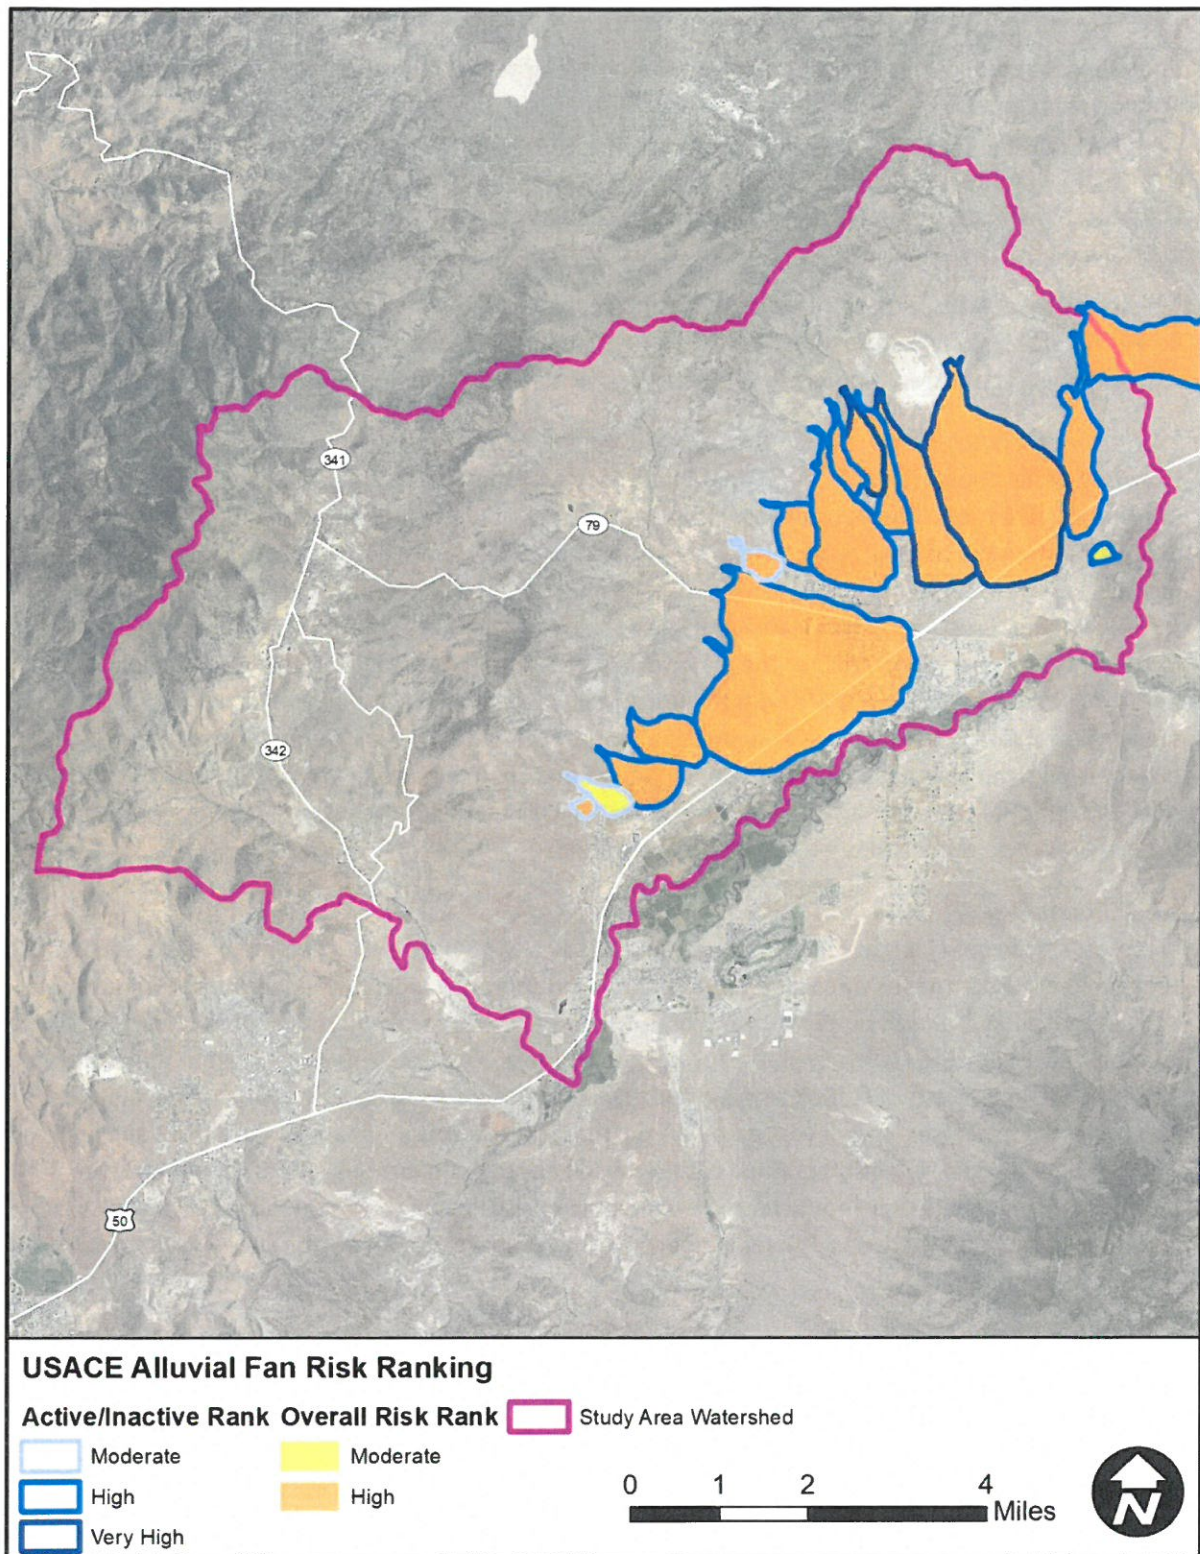 341
79
342
50
USACE Alluvial Fan Risk Ranking
Active/Inactive Rank Overall Risk Rank Study Area Watershed
Moderate Moderate
High High
Very High
0 1 2 4
Miles
N